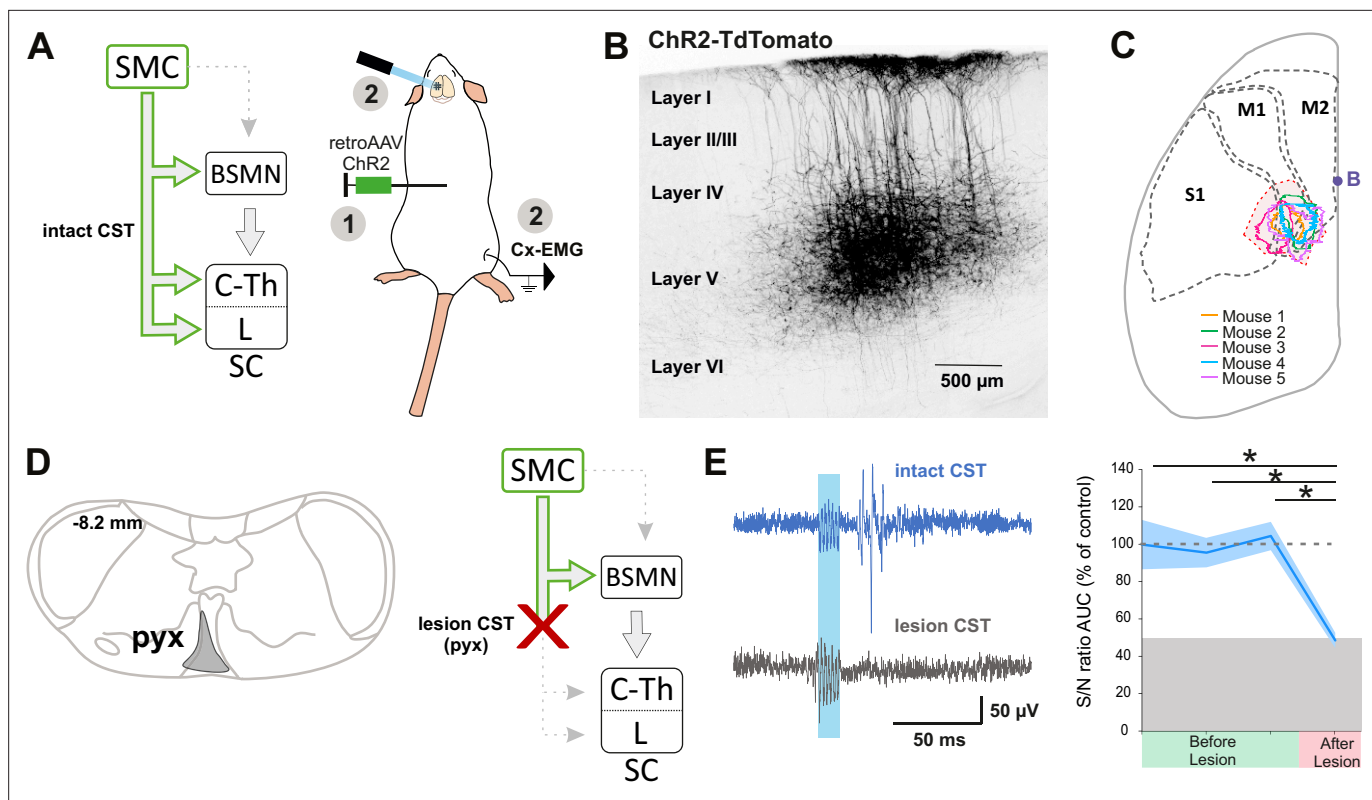 A
SMC
BSMN
intact CST
C-Th
L
SC
2
retroAAV
ChR2
1
2
Cx-EMG
B
ChR2-TdTomato
Layer I
Layer II/III
Layer IV
Layer V
Layer VI
500 µm
C
M1
M2
S1
B
Mouse 1
Mouse 2
Mouse 3
Mouse 4
Mouse 5
D
-8.2 mm
pyx
SMC
BSMN
lesion CST
(pyx)
C-Th
L
SC
E
intact CST
lesion CST
50 µV
50 ms
* 
*
*
S/N ratio AUC (% of control)
140
120
100
80
60
40
20
0
Before
Lesion
After
Lesion